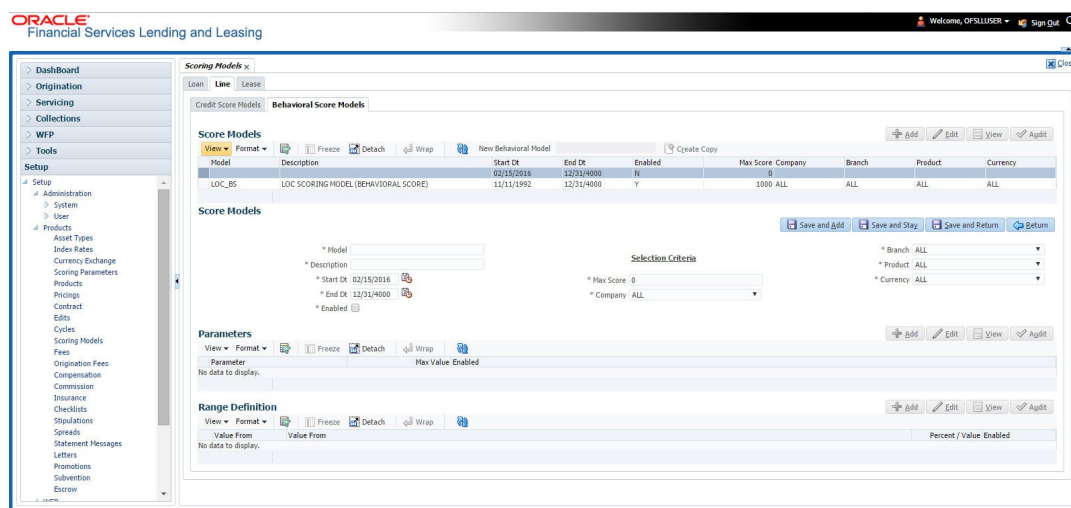 ORACLE
Financial Services Lending and Leasing
Welcome, OFSLLUSER
Sign Out
DashBoard
Origination
Servicing
Collections
WFP
Tools
Setup
Setup
Administration
System
User
Products
Asset Types
Index Rates
Currency Exchange
Scoring Parameters
Products
Pricings
Contract
Edits
Cycles
Scoring Models
Fees
Origination Fees
Compensation
Commission
Insurance
Checklists
Stipulations
Spreads
Statement Messages
Letters
Promotions
Subvention
Escrow
Scoring Models x
Clos
Loan Line Lease
Credit Score Models Behavioral Score Models
Score Models
Add Edit View Audit
View Format Freeze Detach Wrap New Behavioral Model Create Copy
Model Description Start Dt End Dt Enabled Max Score Company Branch Product Currency
02/15/2016 12/31/4000 N 0
LOC_BS LOC SCORING MODEL (BEHAVIORAL SCORE) 11/11/1992 12/31/4000 Y 1000 ALL ALL ALL ALL
Score Models
Save and Add Save and Stay Save and Return Return
* Model
* Description
* Start Dt 02/15/2016
* End Dt 12/31/4000
* Enabled
Selection Criteria
* Max Score 0
* Company ALL
* Branch ALL
* Product ALL
* Currency ALL
Parameters
Add Edit View Audit
View Format Freeze Detach Wrap
Parameter Max Value Enabled
No data to display.
Range Definition
Add Edit View Audit
View Format Freeze Detach Wrap
Value From Value From Percent / Value Enabled
No data to display.